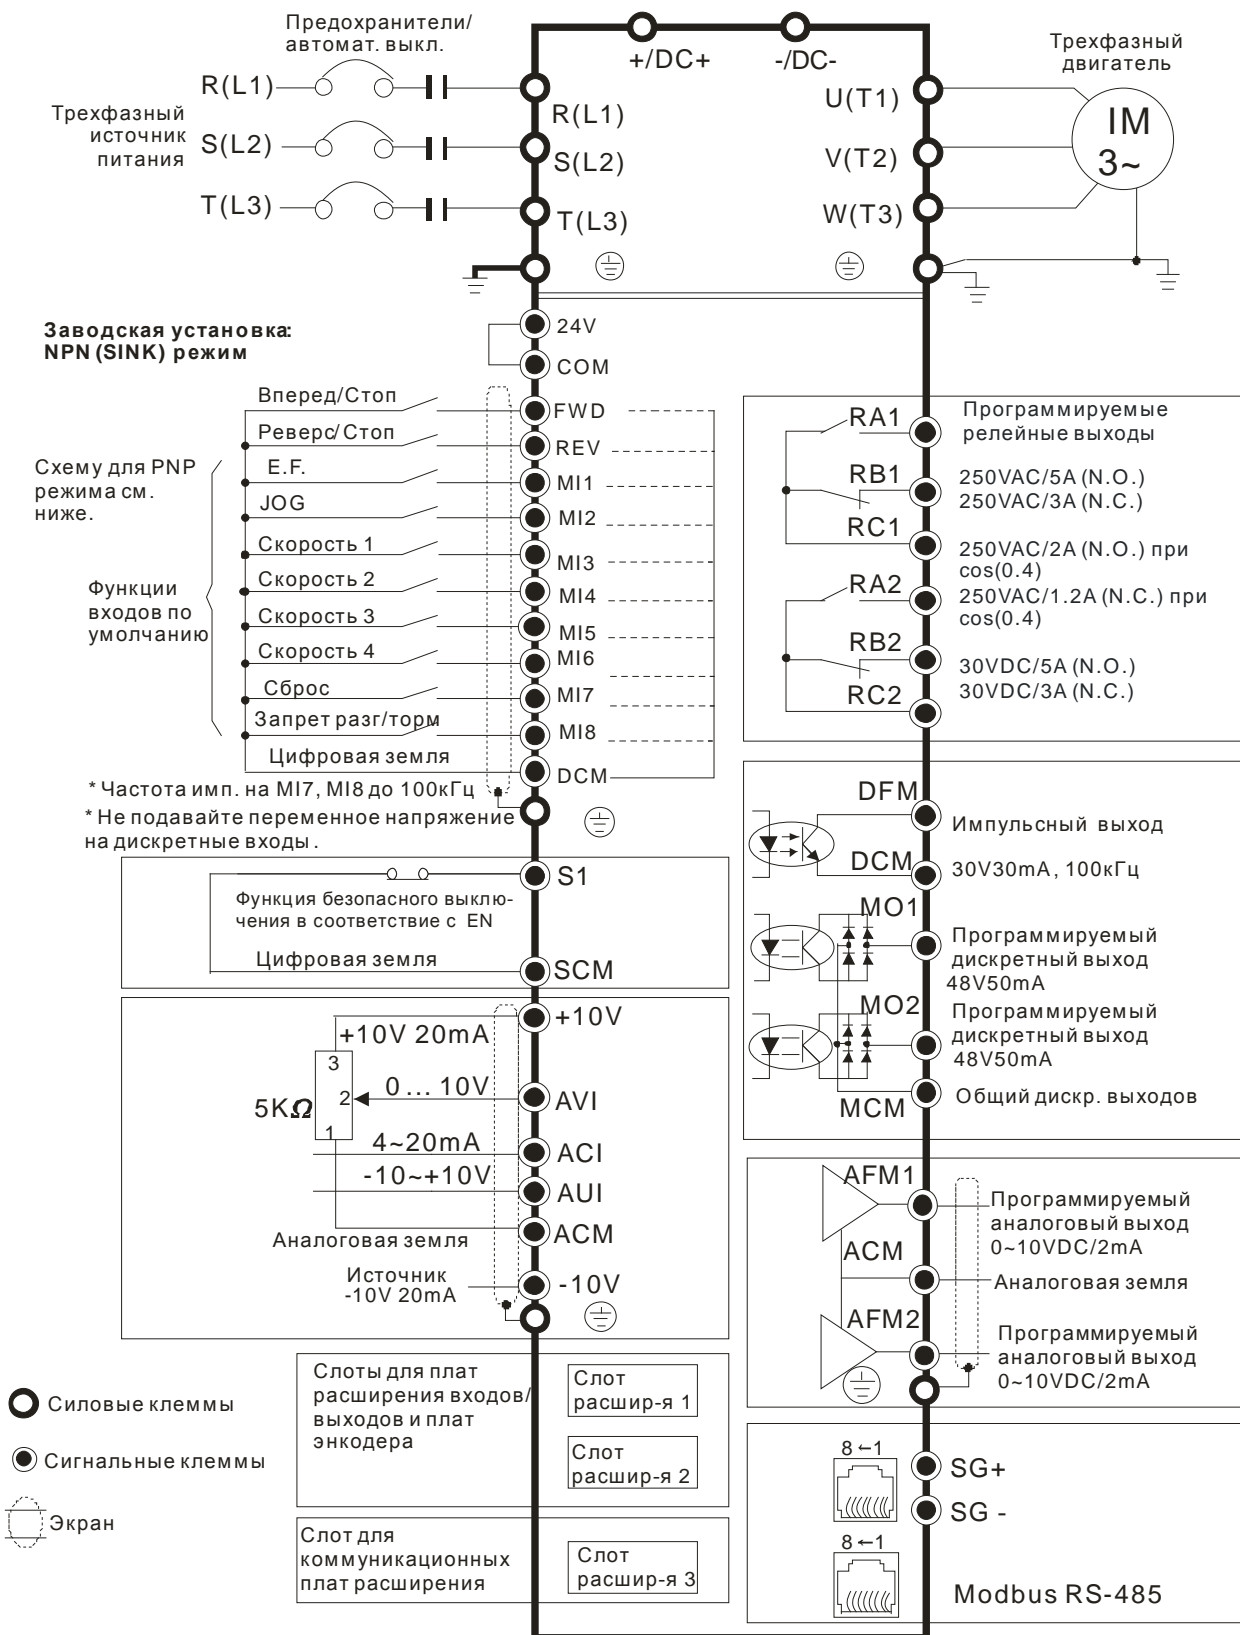 Предохранители/
автомат. выкл.
+/DC+
-/DC-
Трехфазный
двигатель
R(L1)
R(L1)
U(T1)
IM
3~
Трехфазный
источник
питания
S(L2)
S(L2)
V(T2)
T(L3)
T(L3)
W(T3)
Заводская установка:
NPN (SINK) режим
24V
COM
Вперед/Стоп
FWD
Реверс/Стоп
REV
E.F.
MI1
JOG
MI2
Скорость 1
MI3
Скорость 2
MI4
Скорость 3
MI5
Скорость 4
MI6
Сброс
MI7
Запрет разг/торм
MI8
Цифровая земля
DCM
Схему для PNP
режима см.
ниже.
Функции
входов по
умолчанию
* Частота имп. на MI7, MI8 до 100кГц
* Не подавайте переменное напряжение
на дискретные входы.
RA1
RB1
RC1
RA2
RB2
RC2
Программируемые
релейные выходы
250VAC/5A (N.O.)
250VAC/3A (N.C.)
250VAC/2A (N.O.) при
cos(0.4)
250VAC/1.2A (N.C.) при
cos(0.4)
30VDC/5A (N.O.)
30VDC/3A (N.C.)
S1
Функция безопасного выклю-
чения в соответствие с EN
Цифровая земля
SCM
DFM
Импульсный выход
DCM
30V30mA, 100кГц
MO1
Программируемый
дискретный выход
48V50mA
MO2
Программируемый
дискретный выход
48V50mA
MCM
Общий дискр. выходов
+10V
+10V 20mA
3
2
1
5KΩ
0 ... 10V
AVI
4~20mA
ACI
-10~+10V
AUI
ACM
Аналоговая земля
Источник
-10V 20mA
-10V
AFM1
Программируемый
аналоговый выход
0~10VDC/2mA
ACM
Аналоговая земля
AFM2
Программируемый
аналоговый выход
0~10VDC/2mA
Слоты для плат
расширения входов/
выходов и плат
энкодера
Слот
расшир-я 1
Слот
расшир-я 2
Слот для
коммуникационных
плат расширения
Слот
расшир-я 3
Силовые клеммы
Сигнальные клеммы
Экран
8←1
SG+
SG -
8←1
Modbus RS-485